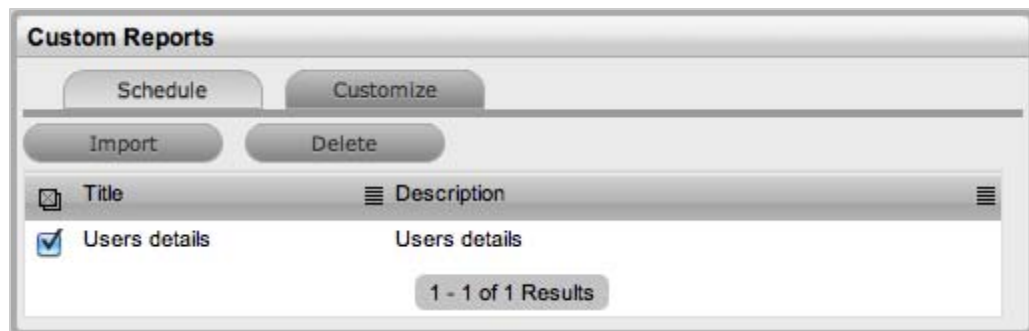 Custom Reports
Schedule Customize
Import Delete
Title Description
Users details Users details
1 - 1 of 1 Results